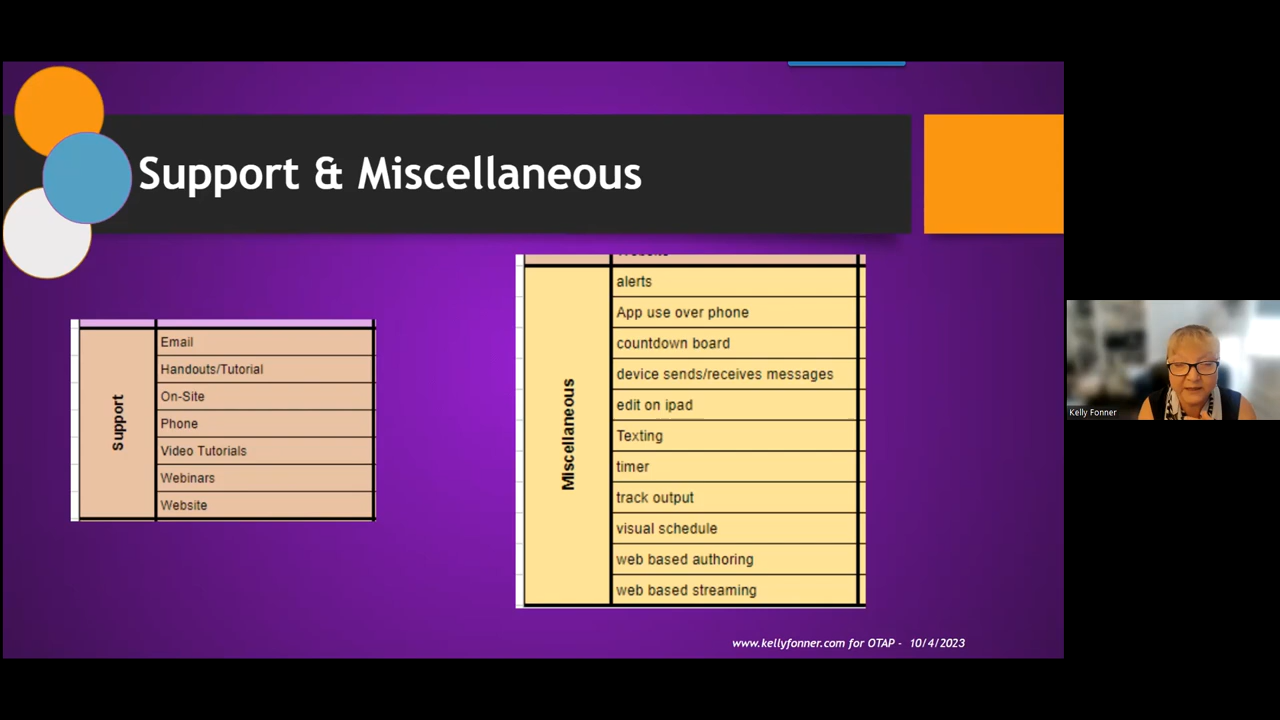 Support & Miscellaneous
Support
Email
Handouts/Tutorial
On-Site
Phone
Video Tutorials
Webinars
Website
Website
Miscellaneous
alerts
App use over phone
countdown board
device sends/receives messages
edit on ipad
Texting
timer
track output
visual schedule
web based authoring
web based streaming
www.kellyfonner.com for OTAP - 10/4/2023
Kelly Fonner